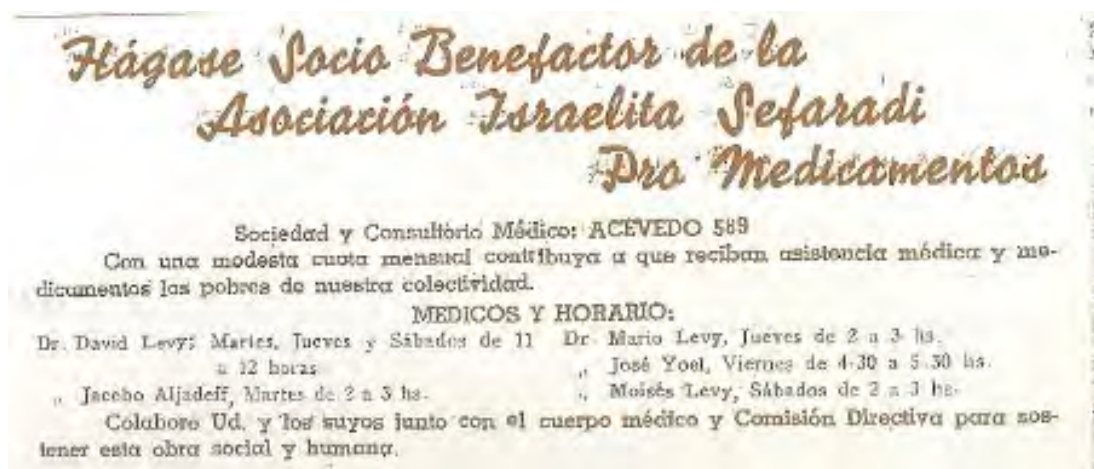 Hágase Socio Benefactor de la
Asociación Israelita Sefaradi
Pro Medicamentos
Sociedad y Consultorio Médico: ACEVEDO 589
Con una modesta cuota mensual contribuya a que reciban asistencia médica y me-
dicamentos los pobres de nuestra colectividad.
MEDICOS Y HORARIO:
Dr. David Levy: Martes, Jueves y Sábados de 11 Dr. Mario Levy, Jueves de 2 a 3 hs.
a 12 horas „ José Yoel, Viernes de 4.30 a 5.30 hs.
„ Jacobo Aljadeff, Martes de 2 a 3 hs. „ Moisés Levy, Sábados de 2 a 3 hs.
Colabore Ud. y los suyos junto con el cuerpo médico y Comisión Directiva para sos-
tener esta obra social y humana.